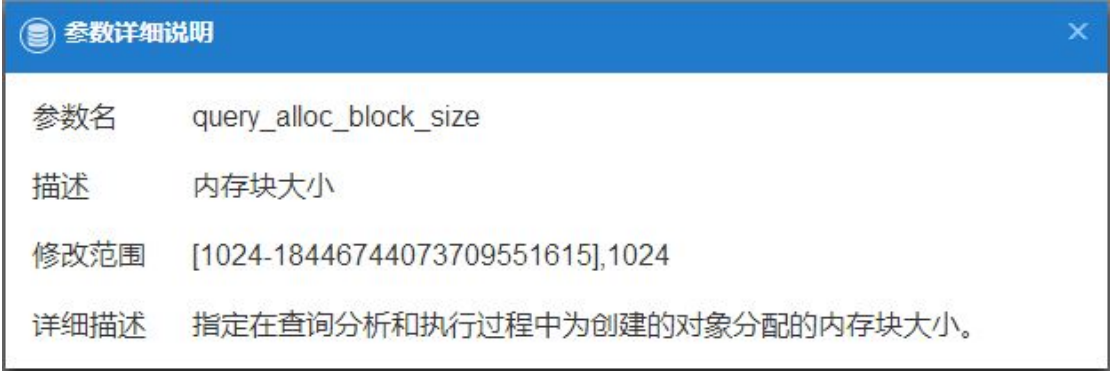 参数详细说明
参数名 query_alloc_block_size
描述 内存块大小
修改范围 [1024-18446744073709551615],1024
详细描述 指定在查询分析和执行过程中为创建的对象分配的内存块大小。